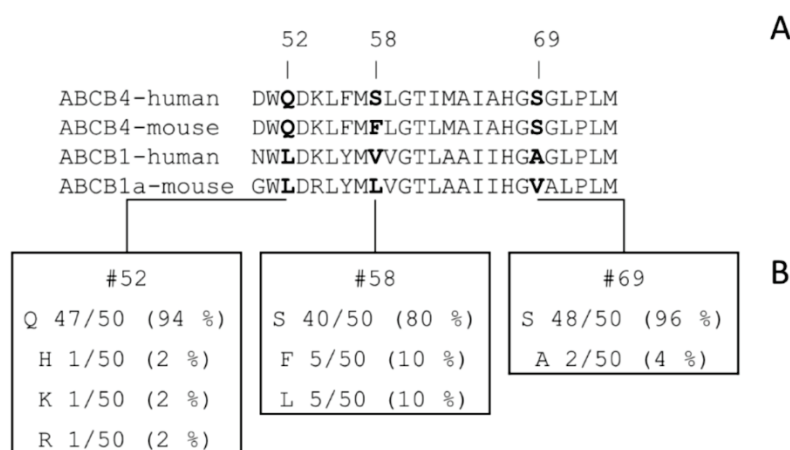 A
52 58 69
ABCB4-human DWQDKLFMSLGTIMAIAHGSGLPLM
ABCB4-mouse DWQDKLFMFLGTLMAIAHGSGLPLM
ABCB1-human NWLDKLYMVVGTLAAIIHGAGLPLM
ABCB1a-mouse GWLDRLYMLVGTLAAIIHGVALPLM
B
#52
Q 47/50 (94 %)
H 1/50 (2 %)
K 1/50 (2 %)
R 1/50 (2 %)
#58
S 40/50 (80 %)
F 5/50 (10 %)
L 5/50 (10 %)
#69
S 48/50 (96 %)
A 2/50 (4 %)